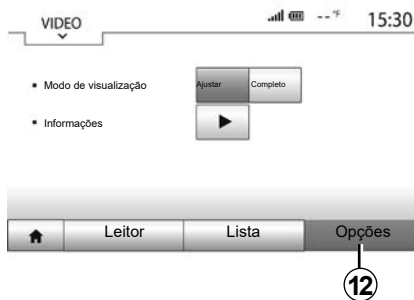 VIDEO
--°F 15:30
Modo de visualização
Ajustar Completo
Informações
Leitor Lista Opções
12